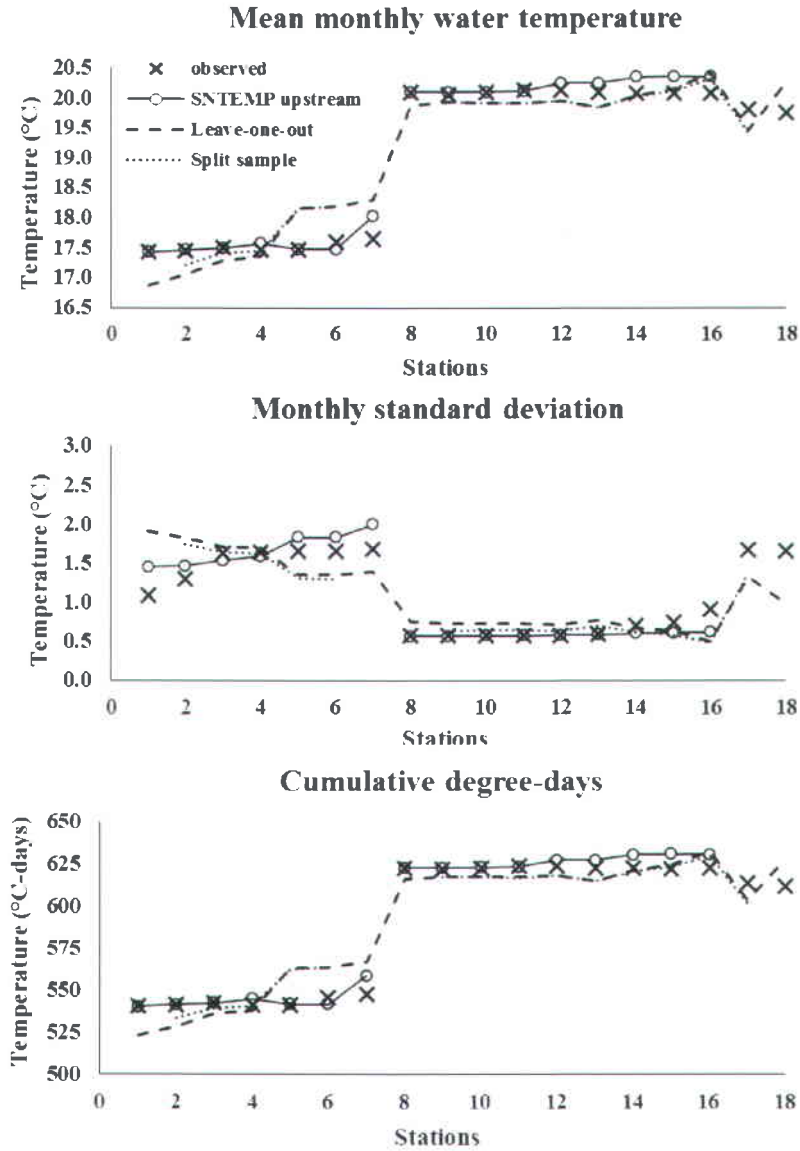 Mean monthly water temperature
20.5
20.0
19.5
19.0
18.5
18.0
17.5
17.0
16.5
Temperature (°C)
observed
SNTEMP upstream
Leave-one-out
Split sample
0 2 4 6 8 10 12 14 16 18
Stations
Monthly standard deviation
3.0
2.5
2.0
1.5
1.0
0.5
0.0
Temperature (°C)
0 2 4 6 8 10 12 14 16 18
Stations
Cumulative degree-days
650
625
600
575
550
525
500
Temperature (°C-days)
0 2 4 6 8 10 12 14 16 18
Stations